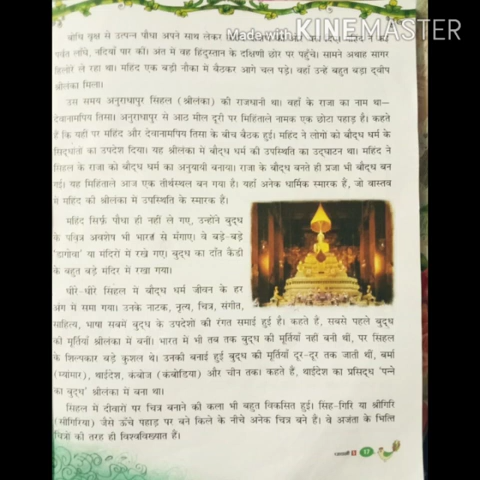 बोधि वृक्ष से उत्पन्न पौधा अपने साथ लेकर
Made with KINEMASTER
पर्वत लाँघे, नदियाँ पार कीं। अंत में वह हिंदुस्तान के दक्षिणी छोर पर पहुँचे। सामने अथाह सागर
हिलोरें ले रहा था। महिंद एक बड़ी नौका में बैठकर आगे चल पड़े। वहाँ उन्हें बहुत बड़ा द्वीप
श्रीलंका मिला।
उस समय अनुराधापुर सिंहल (श्रीलंका) की राजधानी था। वहाँ के राजा का नाम था—
देवानामपिय तिसा। अनुराधापुर से आठ मील दूरी पर मिहिंताले नामक एक छोटा पहाड़ है। कहते
हैं कि यहीं पर महिंद और देवानामपिय तिसा के बीच बैठक हुई। महिंद ने लोगों को बौद्ध धर्म के
सिद्धांतों का उपदेश दिया। यह श्रीलंका में बौद्ध धर्म की उपस्थिति का उद्घाटन था। महिंद ने
सिंहल के राजा को बौद्ध धर्म का अनुयायी बनाया। राजा के बौद्ध बनते ही प्रजा भी बौद्ध बन
गई। यह मिहिंताले आज एक तीर्थस्थल बन गया है। यहाँ अनेक धार्मिक स्मारक हैं, जो वास्तव
में महिंद की श्रीलंका में उपस्थिति के स्मारक हैं।
महिंद सिर्फ़ पौधा ही नहीं ले गए, उन्होंने बुद्ध
के पवित्र अवशेष भी भारत से मंगाए। वे बड़े-बड़े
'डागोबा' या मंदिरों में रखे गए। बुद्ध का दाँत कैंडी
के बहुत बड़े मंदिर में रखा गया।
धीरे-धीरे सिंहल में बौद्ध धर्म जीवन के हर
अंग में समा गया। उनके नाटक, नृत्य, चित्र, संगीत,
साहित्य, भाषा सबमें बुद्ध के उपदेशों की रंगत समाई हुई है। कहते हैं, सबसे पहले बुद्ध
की मूर्तियाँ श्रीलंका में बनीं। भारत में भी तब तक बुद्ध की मूर्तियाँ नहीं बनी थीं, पर सिंहल
के शिल्पकार बड़े कुशल थे। उनकी बनाई हुई बुद्ध की मूर्तियाँ दूर-दूर तक जाती थीं, बर्मा
(म्यांमार), थाईदेश, कंबोज (कंबोडिया) और चीन तक। कहते हैं, थाईदेश का प्रसिद्ध 'पन्ने
का बुद्ध' श्रीलंका में बना था।
सिंहल में दीवारों पर चित्र बनाने की कला भी बहुत विकसित हुई। सिंह-गिरि या श्रीगिरि
(सीगिरिया) जैसे ऊँचे पहाड़ पर बने किले के नीचे अनेक चित्र बने हैं। वे अजंता के भित्ति
चित्रों की तरह ही विश्वविख्यात हैं।
17